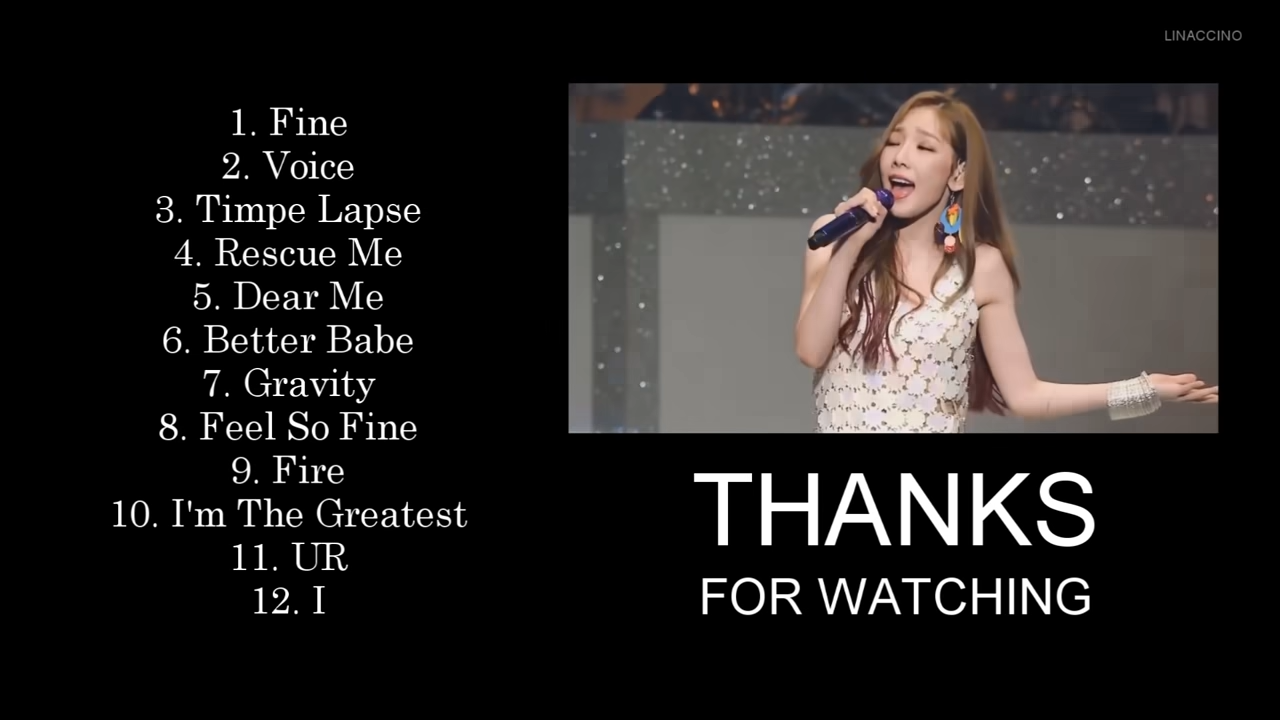 LINACCINO
1. Fine
2. Voice
3. Timpe Lapse
4. Rescue Me
5. Dear Me
6. Better Babe
7. Gravity
8. Feel So Fine
9. Fire
10. I'm The Greatest
11. UR
12. I
THANKS
FOR WATCHING